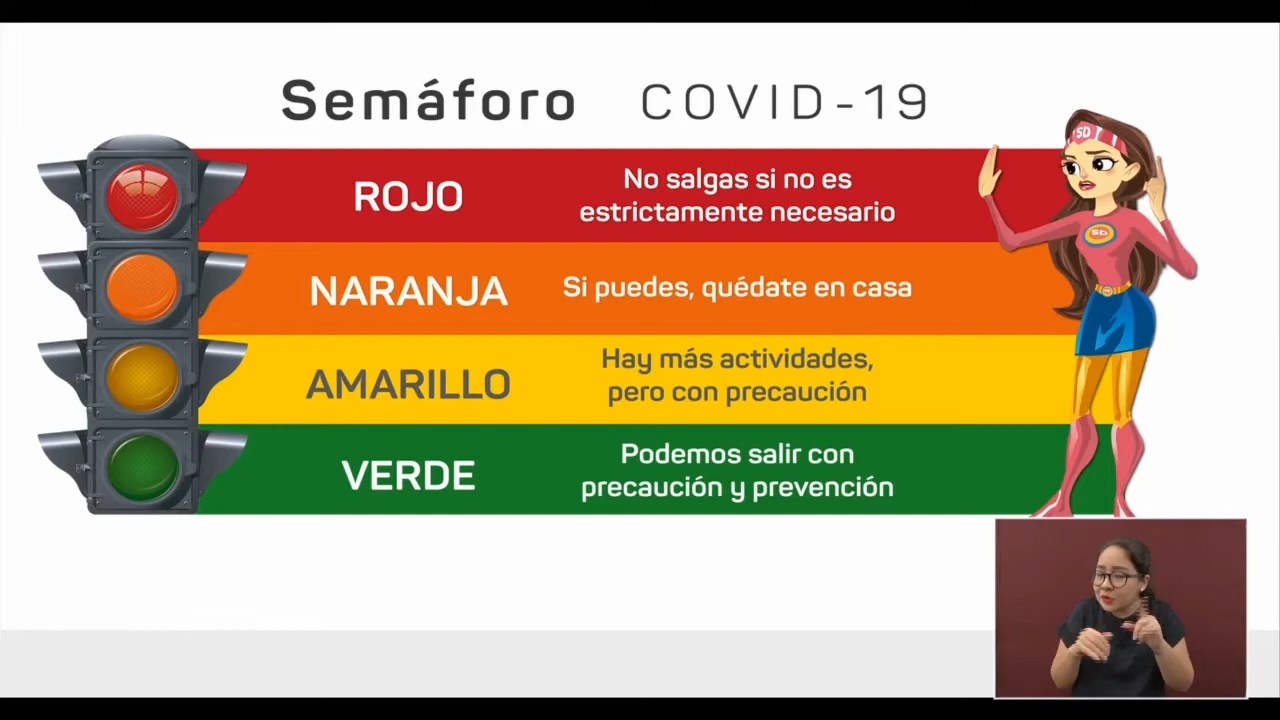 Semáforo COVID-19
ROJO
No salgas si no es
estrictamente necesario
NARANJA
Si puedes, quédate en casa
AMARILLO
Hay más actividades,
pero con precaución
VERDE
Podemos salir con
precaución y prevención
SD
SD